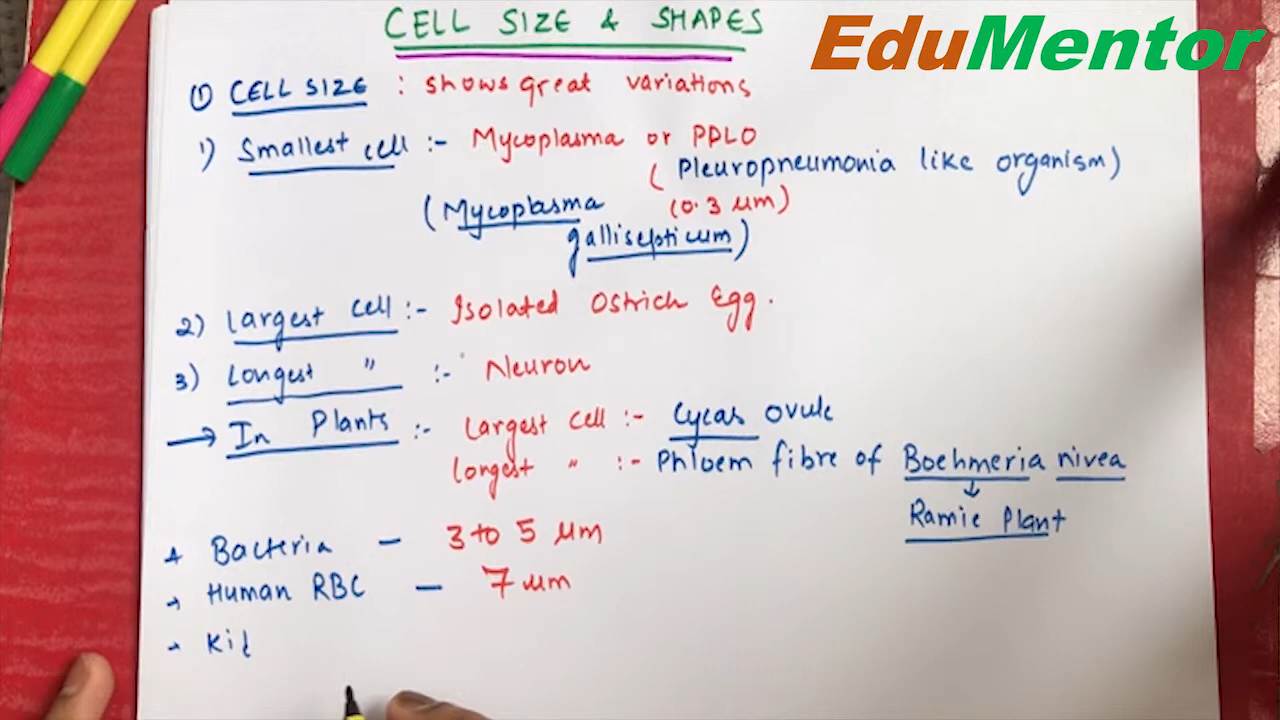 CELL SIZE & SHAPES
EduMentor
① CELL SIZE : shows great variations
1) Smallest cell :- Mycoplasma or PPLO
( Pleuropneumonia like organism)
(Mycoplasma (0.3 um)
gallisepticum)
2) Largest cell :- Isolated Ostrich Egg.
3) Longest " :- Neuron
→ In Plants :- Largest cell :- Cycas ovule
Longest " :- Phloem fibre of Boehmeria nivea
↓
Ramie Plant
→ Bacteria - 3 to 5 um
→ Human RBC - 7 um
→ Kid